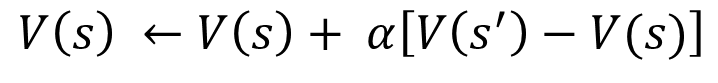 V(s) ← V(s) + α[V(s′) − V(s)]